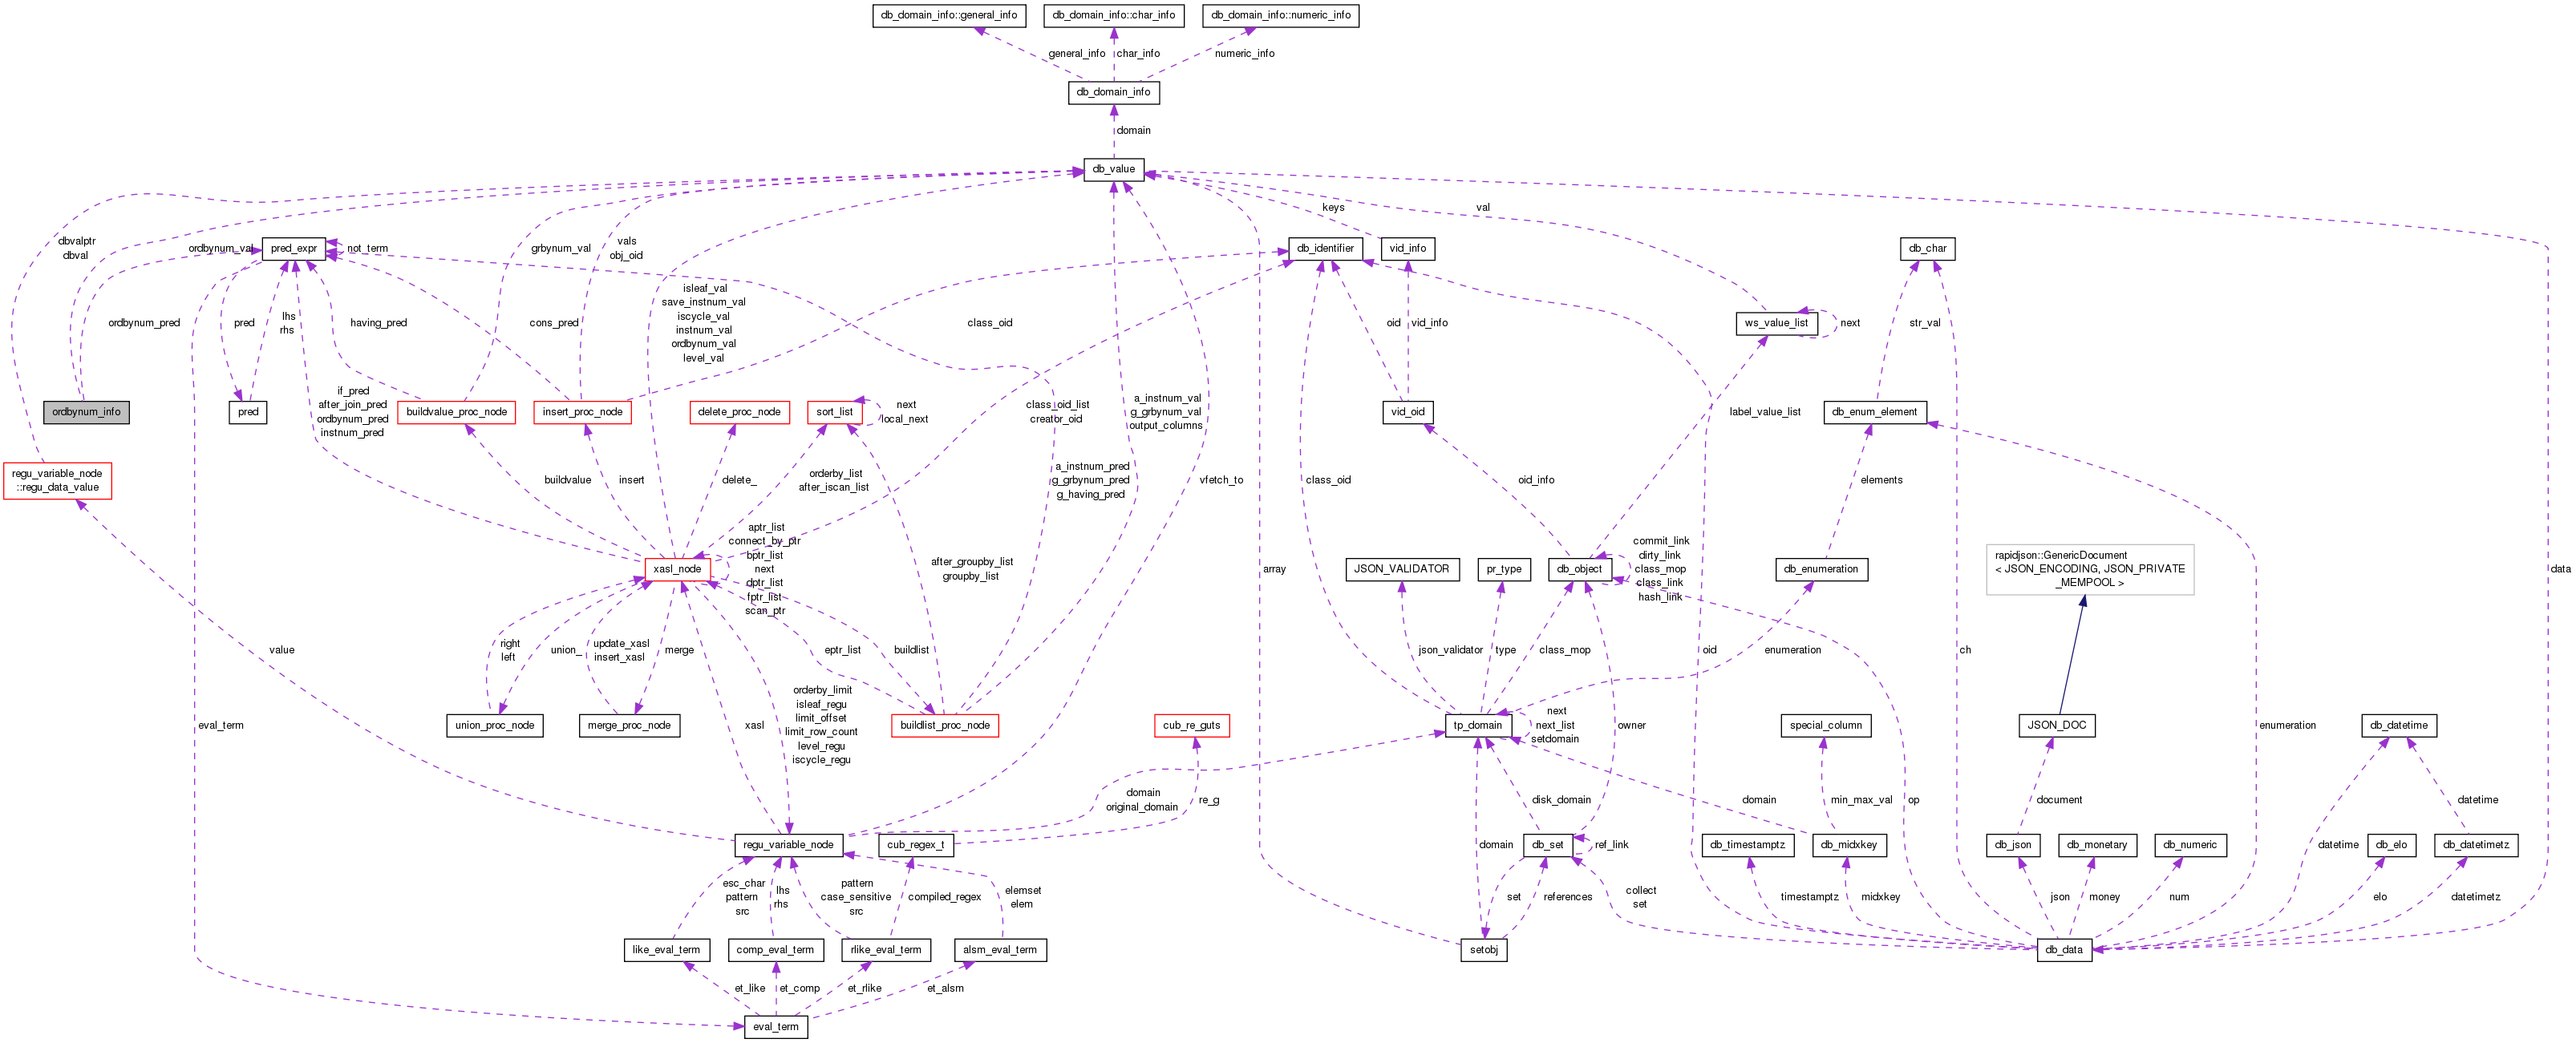 db_domain_info::general_info
db_domain_info::char_info
db_domain_info::numeric_info
general_info
char_info
numeric_info
db_domain_info
domain
db_value
dbvalptr
dbval
ordbynum_val
pred_expr
not_term
grbynum_val
vals
obj_oid
keys
val
db_identifier
vid_info
db_char
data
isleaf_val
save_instnum_val
iscycle_val
instnum_val
ordbynum_val
level_val
ordbynum_pred
pred
lhs
rhs
having_pred
cons_pred
class_oid
oid
vid_info
ws_value_list
next
str_val
ordbynum_info
pred
if_pred
after_join_pred
ordbynum_pred
instnum_pred
buildvalue_proc_node
insert_proc_node
delete_proc_node
sort_list
next
local_next
class_oid_list
creator_oid
a_instnum_val
g_grbynum_val
output_columns
vid_oid
label_value_list
db_enum_element
regu_variable_node
::regu_data_value
buildvalue
insert
delete_
orderby_list
after_iscan_list
a_instnum_pred
g_grbynum_pred
g_having_pred
vfetch_to
class_oid
oid_info
elements
aptr_list
connect_by_ptr
bptr_list
next
dptr_list
fptr_list
scan_ptr
xasl_node
after_groupby_list
groupby_list
array
JSON_VALIDATOR
pr_type
db_object
commit_link
dirty_link
class_mop
class_link
hash_link
db_enumeration
rapidjson::GenericDocument
< JSON_ENCODING, JSON_PRIVATE
_MEMPOOL >
value
right
left
union_
update_xasl
insert_xasl
merge
eptr_list
buildlist
json_validator
type
class_mop
enumeration
oid
ch
eval_term
union_proc_node
merge_proc_node
xasl
orderby_limit
isleaf_regu
limit_offset
limit_row_count
level_regu
iscycle_regu
buildlist_proc_node
cub_re_guts
tp_domain
next
next_list
setdomain
owner
special_column
JSON_DOC
enumeration
db_datetime
domain
original_domain
re_g
disk_domain
domain
min_max_val
op
document
datetime
regu_variable_node
cub_regex_t
domain
db_set
ref_link
db_timestamptz
db_midxkey
db_json
db_monetary
db_numeric
datetime
db_elo
db_datetimetz
esc_char
pattern
src
lhs
rhs
pattern
case_sensitive
src
compiled_regex
elemset
elem
set
references
collect
set
timestamptz
midxkey
json
money
num
elo
datetimetz
like_eval_term
comp_eval_term
rlike_eval_term
alsm_eval_term
setobj
db_data
et_like
et_comp
et_rlike
et_alsm
eval_term